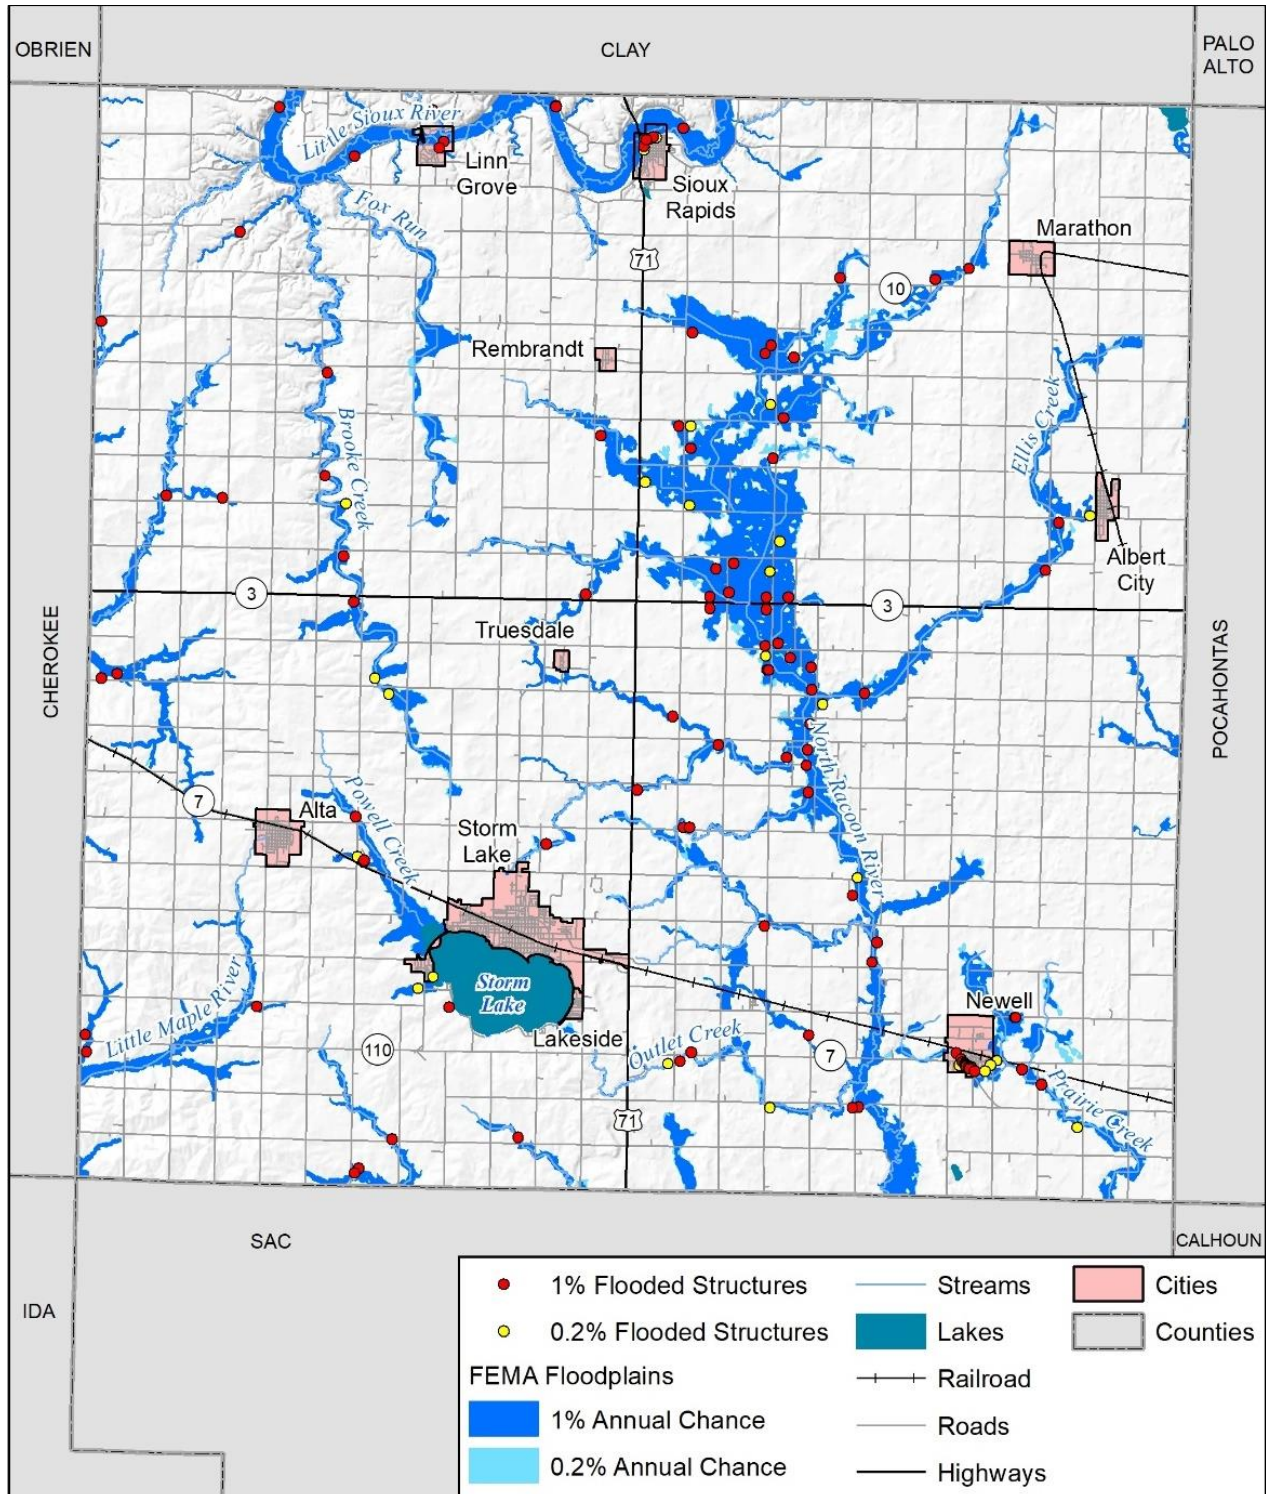 OBRIEN
CLAY
PALO
ALTO
Little Sioux River
Linn
Grove
Sioux
Rapids
Fox Run
Marathon
71
10
Rembrandt
Ellis Creek
Brooke Creek
Albert
City
3
3
Truesdale
CHEROKEE
POCAHONTAS
North Racoon River
7
Alta
Powell Creek
Storm
Lake
Storm
Lake
Newell
Little Maple River
Lakeside
Outlet Creek
110
7
Prairie Creek
71
SAC
CALHOUN
IDA
1% Flooded Structures
0.2% Flooded Structures
FEMA Floodplains
1% Annual Chance
0.2% Annual Chance
Streams
Lakes
Railroad
Roads
Highways
Cities
Counties